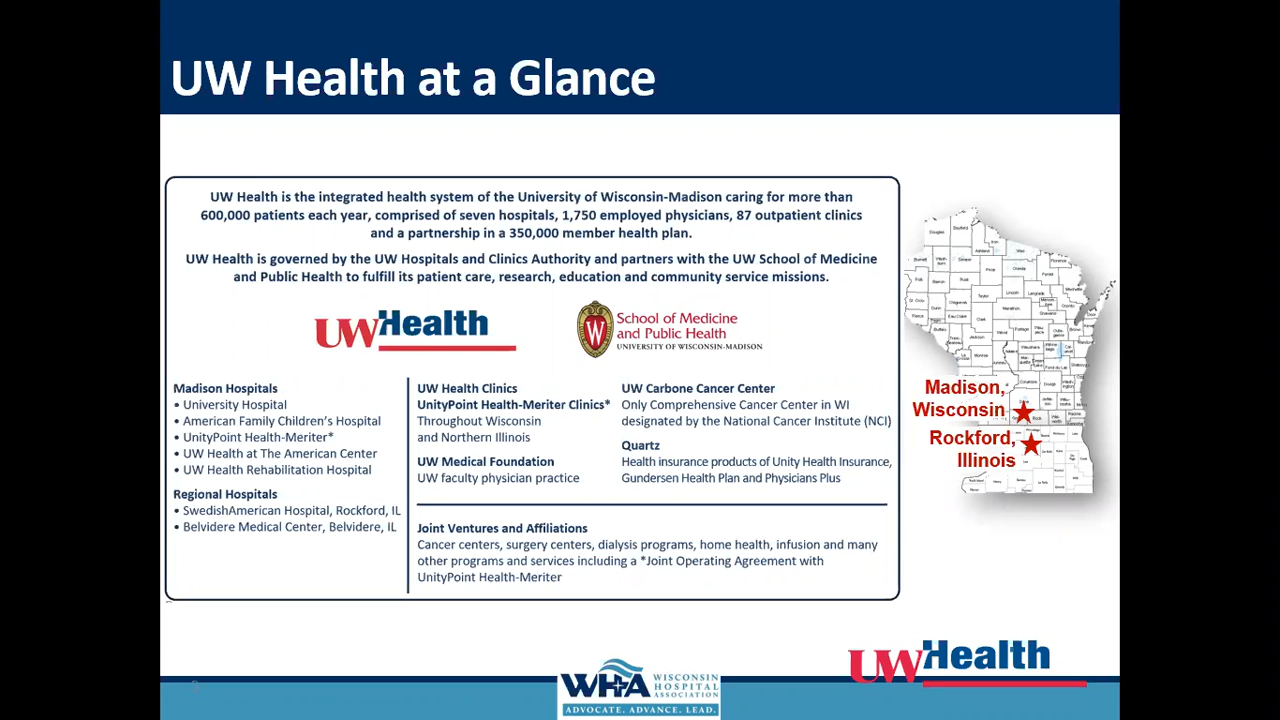 UW Health at a Glance
UW Health is the integrated health system of the University of Wisconsin-Madison caring for more than
600,000 patients each year, comprised of seven hospitals, 1,750 employed physicians, 87 outpatient clinics
and a partnership in a 350,000 member health plan.
UW Health is governed by the UW Hospitals and Clinics Authority and partners with the UW School of Medicine
and Public Health to fulfill its patient care, research, education and community service missions.
UWHealth
W
School of Medicine
and Public Health
UNIVERSITY OF WISCONSIN-MADISON
Madison Hospitals
• University Hospital
• American Family Children's Hospital
• UnityPoint Health-Meriter*
• UW Health at The American Center
• UW Health Rehabilitation Hospital
Regional Hospitals
• SwedishAmerican Hospital, Rockford, IL
• Belvidere Medical Center, Belvidere, IL
UW Health Clinics
UnityPoint Health-Meriter Clinics*
Throughout Wisconsin
and Northern Illinois
UW Medical Foundation
UW faculty physician practice
UW Carbone Cancer Center
Only Comprehensive Cancer Center in WI
designated by the National Cancer Institute (NCI)
Quartz
Health insurance products of Unity Health Insurance,
Gundersen Health Plan and Physicians Plus
Joint Ventures and Affiliations
Cancer centers, surgery centers, dialysis programs, home health, infusion and many
other programs and services including a *Joint Operating Agreement with
UnityPoint Health-Meriter
Madison,
Wisconsin
Rockford,
Illinois
UWHealth
WHA WISCONSIN
HOSPITAL
ASSOCIATION
ADVOCATE. ADVANCE. LEAD.